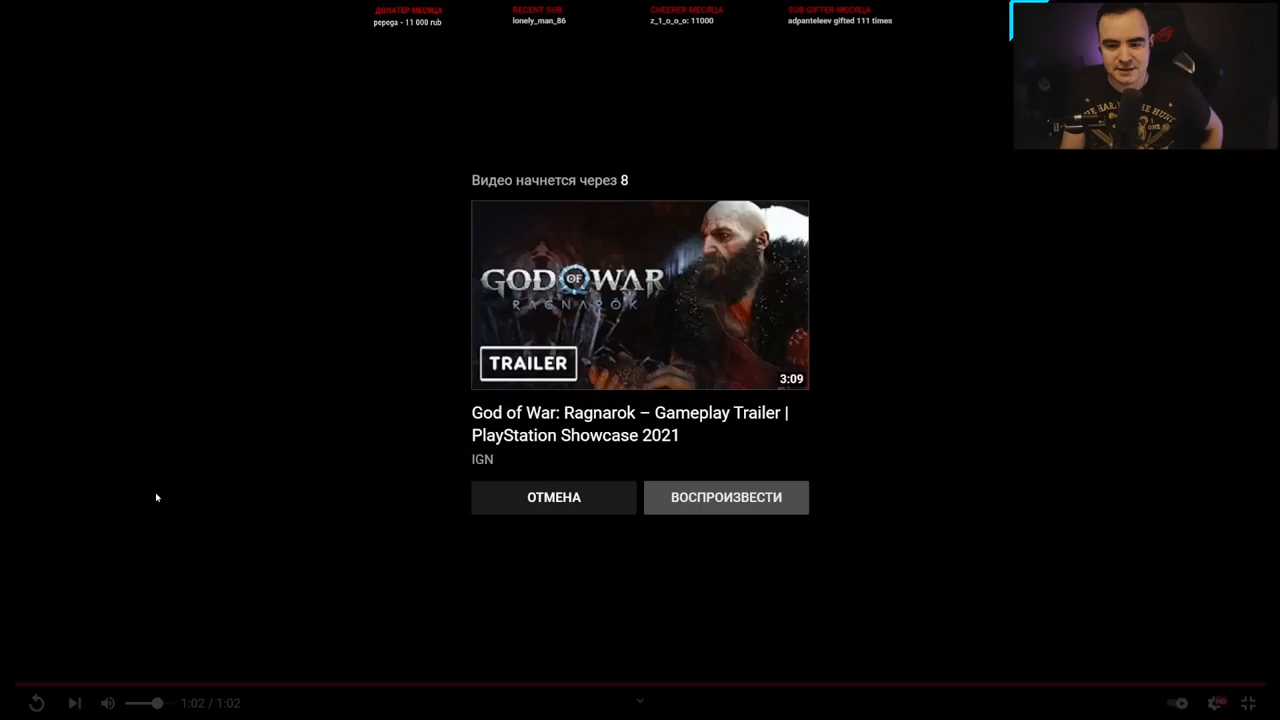 ДОНАТЕР МЕСЯЦА
pepega - 11 000 rub
RECENT SUB
lonely_man_86
CHEERER МЕСЯЦА
z_1_o_o_o: 11000
SUB GIFTER МЕСЯЦА
adpanteleev gifted 111 times
Видео начнется через 8
GOD OF WAR
RAGNARÖK
TRAILER
3:09
God of War: Ragnarok – Gameplay Trailer |
PlayStation Showcase 2021
IGN
ОТМЕНА
ВОСПРОИЗВЕСТИ
1:02 / 1:02